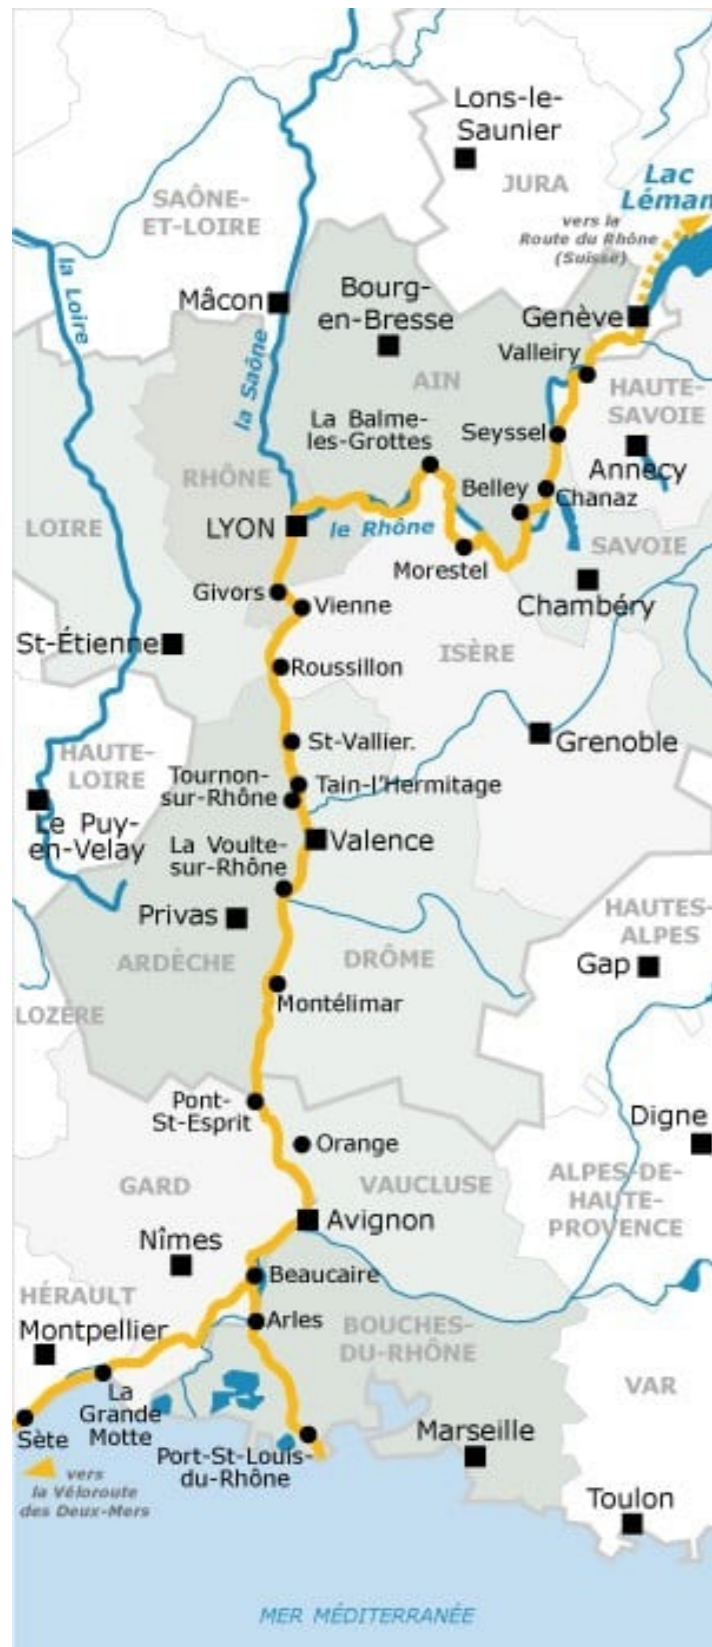 Lons-le-
Saunier
JURA
Lac
Léman
vers la
Route du Rhône
(Suisse)
SAÔNE-
ET-LOIRE
la Loire
Mâcon
Bourg-
en-Bresse
Genève
la Saône
Valleiry
AIN
HAUTE-
SAVOIE
La Balme-
les-Grottes
Seyssel
Annecy
RHÔNE
Belley
Chanaz
LOIRE
LYON
le Rhône
SAVOIE
Morestel
Chambéry
Givors
Vienne
St-Étienne
ISÈRE
Roussillon
St-Vallier.
Grenoble
HAUTE-
LOIRE
Tournon-
sur-Rhône
Tain-l'Hermitage
Le Puy-
en-Velay
La Voulte-
sur-Rhône
Valence
Privas
HAUTES-
ALPES
ARDÈCHE
DRÔME
Gap
LOZÈRE
Montélimar
Pont-
St-Esprit
Digne
Orange
GARD
VAUCLUSE
ALPES-DE-
HAUTE-
PROVENCE
Avignon
Nîmes
Beaucaire
HÉRAULT
Montpellier
Arles
BOUCHES-
DU-RHÔNE
VAR
La
Grande
Motte
Sète
Port-St-Louis-
du-Rhône
Marseille
vers
la Véloroute
des Deux-Mers
Toulon
MER MÉDITERRANÉE